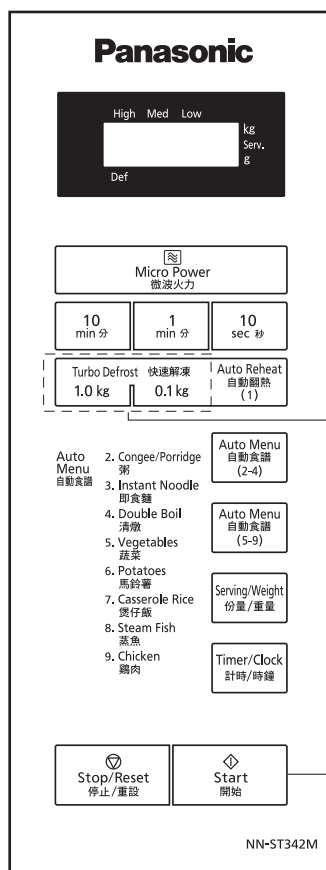 Panasonic
High Med Low
kg
Serv.
g
Def
Micro Power
微波火力
10
min 分
1
min 分
10
sec 秒
Turbo Defrost 快速解凍
1.0 kg 0.1 kg
Auto Reheat
自動翻熱
(1)
Auto
Menu
自動食譜
2. Congee/Porridge
粥
3. Instant Noodle
即食麵
4. Double Boil
清燉
5. Vegetables
蔬菜
6. Potatoes
馬鈴薯
7. Casserole Rice
煲仔飯
8. Steam Fish
蒸魚
9. Chicken
鷄肉
Auto Menu
自動食譜
(2-4)
Auto Menu
自動食譜
(5-9)
Serving/Weight
份量/重量
Timer/Clock
計時/時鐘
Stop/Reset
停止/重設
Start
開始
NN-ST342M